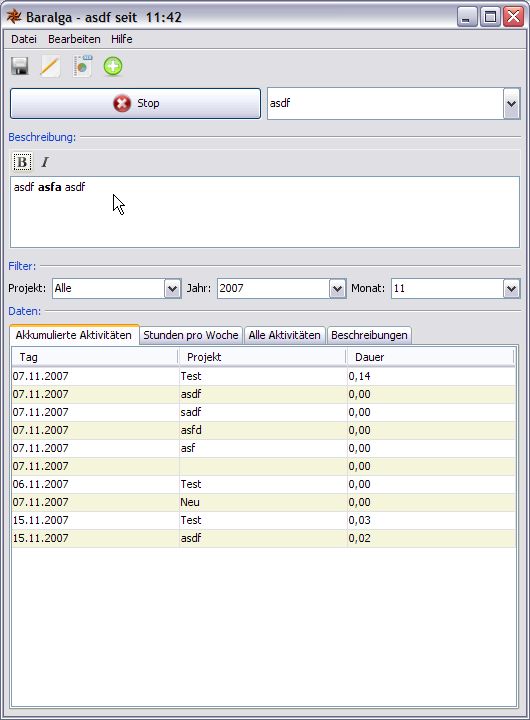 Baralga - asdf seit 11:42
Datei Bearbeiten Hilfe
Stop asdf
Beschreibung:
B I
asdf asfa asdf
Filter:
Projekt: Alle Jahr: 2007 Monat: 11
Daten:
Akkumulierte Aktivitäten Stunden pro Woche Alle Aktivitäten Beschreibungen
Tag Projekt Dauer
07.11.2007 Test 0,14
07.11.2007 asdf 0,00
07.11.2007 sadf 0,00
07.11.2007 asfd 0,00
07.11.2007 asf 0,00
07.11.2007 0,00
06.11.2007 Test 0,00
07.11.2007 Neu 0,00
15.11.2007 Test 0,03
15.11.2007 asdf 0,02